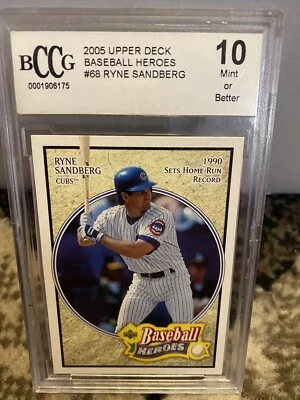 BCCG
0001906175
2005 UPPER DECK
BASEBALL HEROES
#68 RYNE SANDBERG
10
Mint
or
Better
RYNE
SANDBERG
CUBS™
1990
SETS HOME RUN
RECORD
Baseball
HEROES